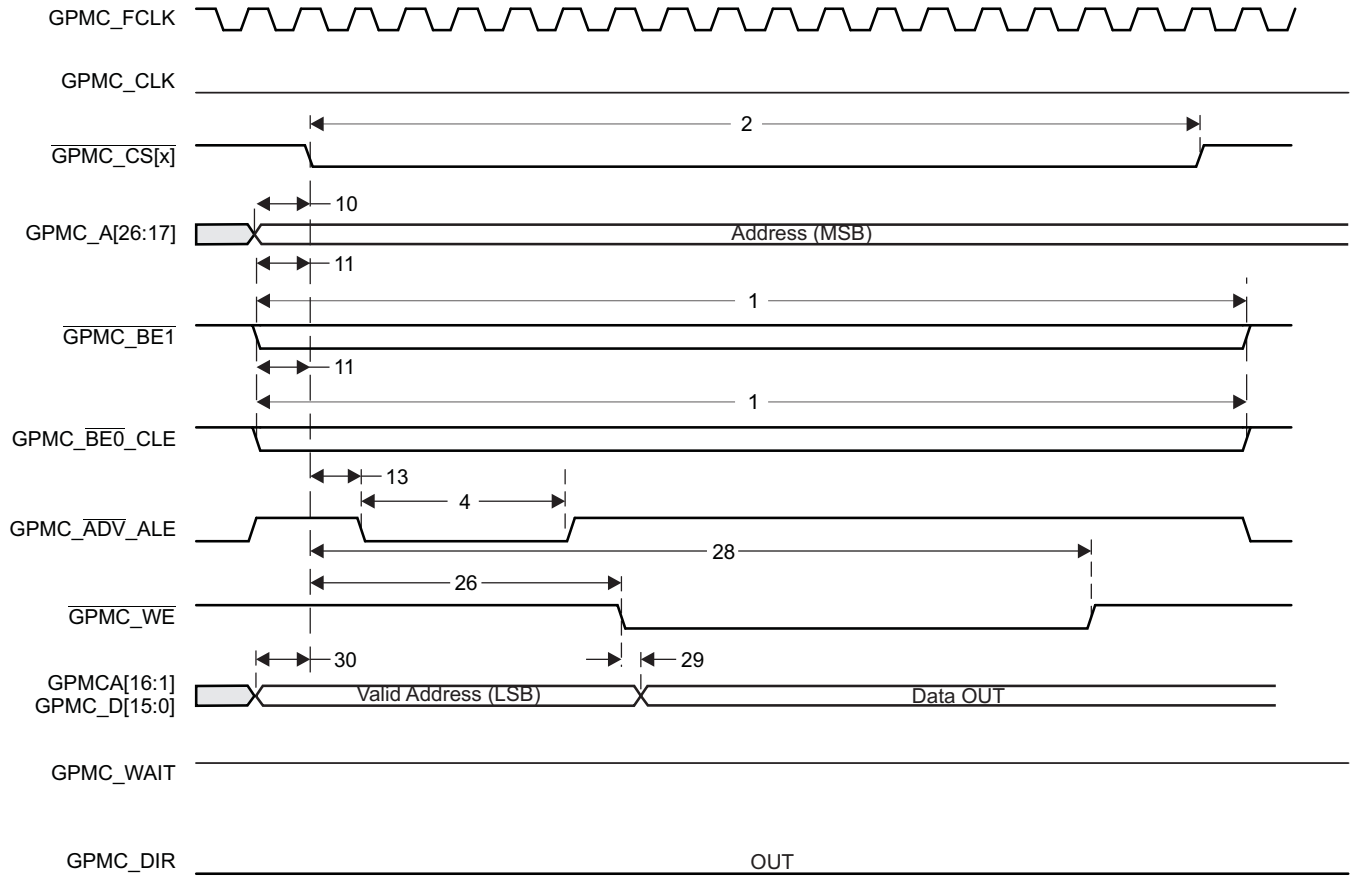 GPMC_FCLK
GPMC_CLK
2
GPMC_CS[x]
10
GPMC_A[26:17]
Address (MSB)
11
1
GPMC_BE1
11
1
GPMC_BE0_CLE
13
4
GPMC_ADV_ALE
28
26
GPMC_WE
30
29
GPMCA[16:1]
GPMC_D[15:0]
Valid Address (LSB)
Data OUT
GPMC_WAIT
GPMC_DIR
OUT